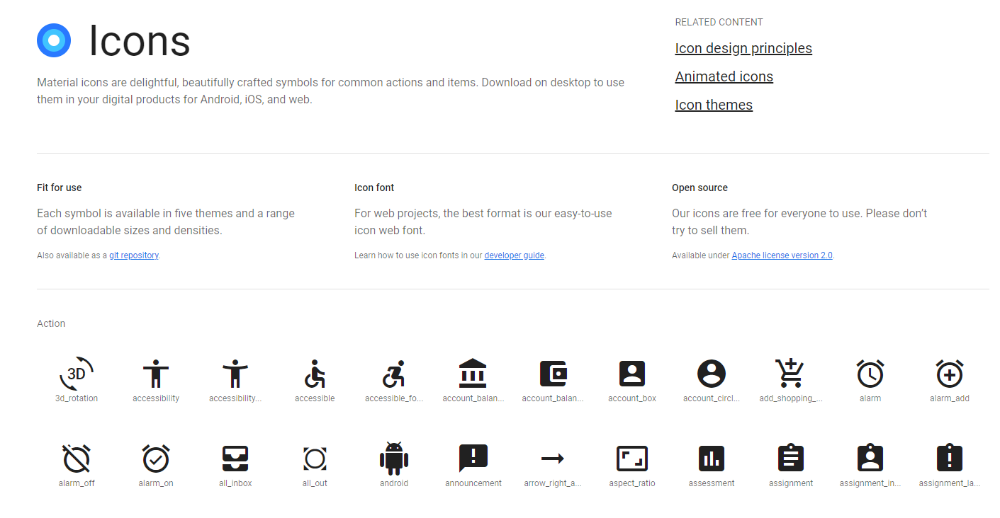 Icons
Material icons are delightful, beautifully crafted symbols for common actions and items. Download on desktop to use
them in your digital products for Android, iOS, and web.
RELATED CONTENT
Icon design principles
Animated icons
Icon themes
Fit for use
Each symbol is available in five themes and a range
of downloadable sizes and densities.
Also available as a git repository.
Icon font
For web projects, the best format is our easy-to-use
icon web font.
Learn how to use icon fonts in our developer guide.
Open source
Our icons are free for everyone to use. Please don’t
try to sell them.
Available under Apache license version 2.0.
Action
3D
3d_rotation accessibility accessibility... accessible accessible_fo... account_balan... account_balan... account_box account_circl... add_shopping_... alarm alarm_add
alarm_off alarm_on all_inbox all_out android announcement arrow_right_a... aspect_ratio assessment assignment assignment_in... assignment_la...